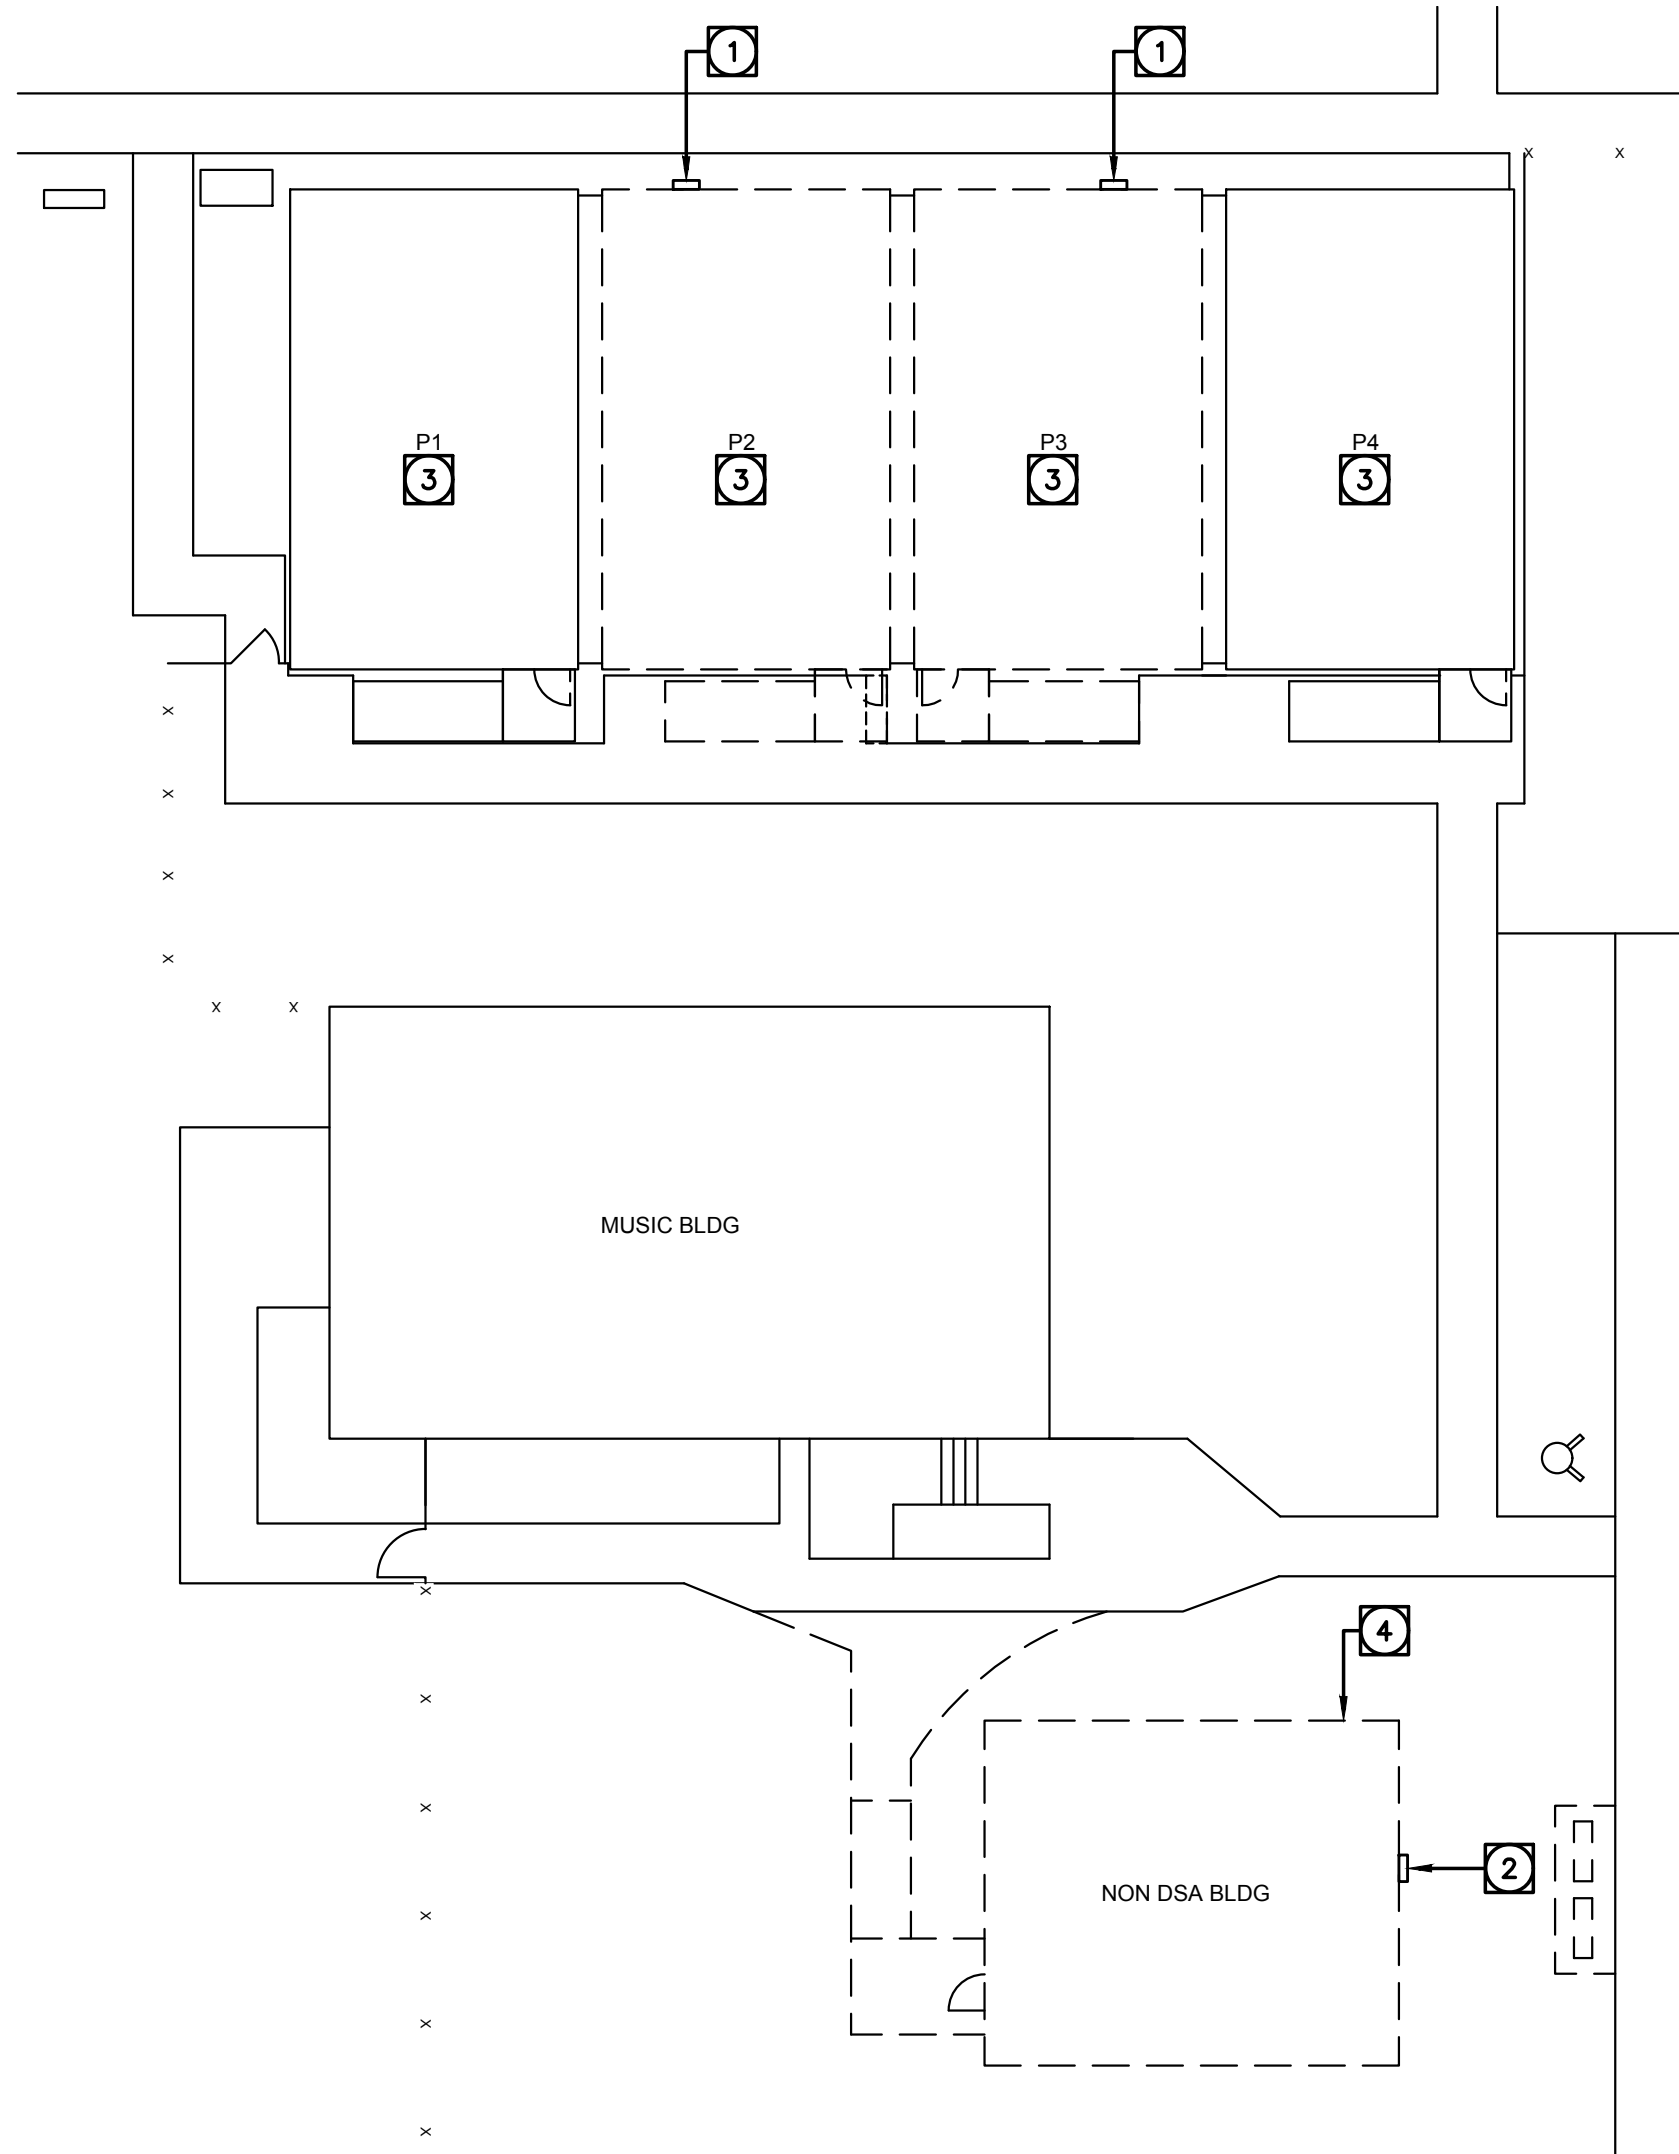 1 1
x x
P1 P2 P3 P4
3 3 3 3
x
x
x
x
x x
MUSIC BLDG
x
4
x
x
2
NON DSA BLDG
x
x
x